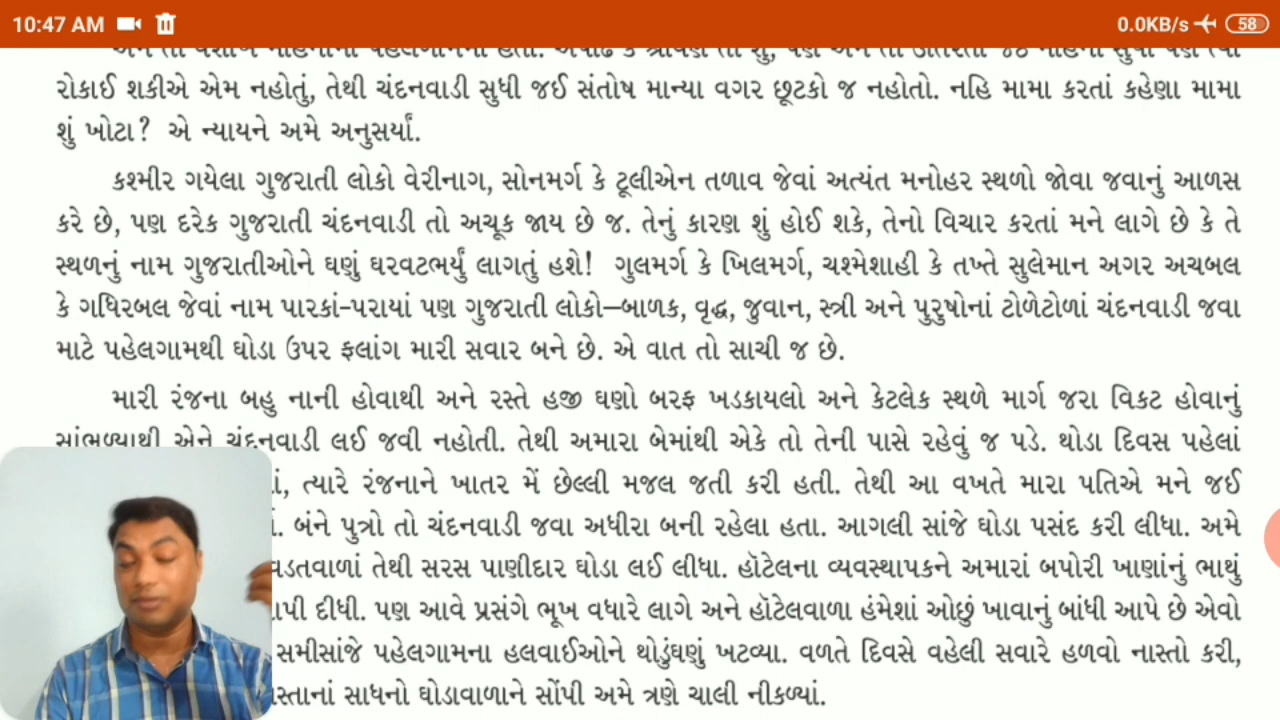 10:47 AM
0.0KB/s 58
રોકાઈ શકીએ એમ નહોતું, તેથી ચંદનવાડી સુધી જઈ સંતોષ માન્યા વગર છૂટકો જ નહોતો. નહિ મામા કરતાં કહેણા મામા
શું ખોટા? એ ન્યાયને અમે અનુસર્યાં.
કશ્મીર ગયેલા ગુજરાતી લોકો વેરીનાગ, સોનમર્ગ કે ટૂલીએન તળાવ જેવાં અત્યંત મનોહર સ્થળો જોવા જવાનું આળસ
કરે છે, પણ દરેક ગુજરાતી ચંદનવાડી તો અચૂક જાય છે જ. તેનું કારણ શું હોઈ શકે, તેનો વિચાર કરતાં મને લાગે છે કે તે
સ્થળનું નામ ગુજરાતીઓને ઘણું ઘરવટભર્યું લાગતું હશે! ગુલમર્ગ કે ખિલમર્ગ, ચશ્મેશાહી કે તખ્તે સુલેમાન અગર અચબલ
કે ગધિરબલ જેવાં નામ પારકાં-પરાયાં પણ ગુજરાતી લોકો—બાળક, વૃદ્ધ, જુવાન, સ્ત્રી અને પુરુષોનાં ટોળેટોળાં ચંદનવાડી જવા
માટે પહેલગામથી ઘોડા ઉપર ફલાંગ મારી સવાર બને છે. એ વાત તો સાચી જ છે.
મારી રંજના બહુ નાની હોવાથી અને રસ્તે હજી ઘણો બરફ ખડકાયલો અને કેટલેક સ્થળે માર્ગ જરા વિકટ હોવાનું
સાંભળ્યાથી એને ચંદનવાડી લઈ જવી નહોતી. તેથી અમારા બેમાંથી એકે તો તેની પાસે રહેવું જ પડે. થોડા દિવસ પહેલાં
ત્યારે રંજનાને ખાતર મેં છેલ્લી મજલ જતી કરી હતી. તેથી આ વખતે મારા પતિએ મને જઈ
બંને પુત્રો તો ચંદનવાડી જવા અધીરા બની રહેલા હતા. આગલી સાંજે ઘોડા પસંદ કરી લીધા. અમે
તેથી સરસ પાણીદાર ઘોડા લઈ લીધા. હૉટેલના વ્યવસ્થાપકને અમારાં બપોરી ખાણાંનું ભાથું
દીધી. પણ આવે પ્રસંગે ભૂખ વધારે લાગે અને હૉટેલવાળા હંમેશાં ઓછું ખાવાનું બાંધી આપે છે એવો
સમીસાંજે પહેલગામના હલવાઈઓને થોડુંઘણું ખટવ્યા. વળતે દિવસે વહેલી સવારે હળવો નાસ્તો કરી,
સાધનો ઘોડાવાળાને સોંપી અમે ત્રણે ચાલી નીકળ્યાં.